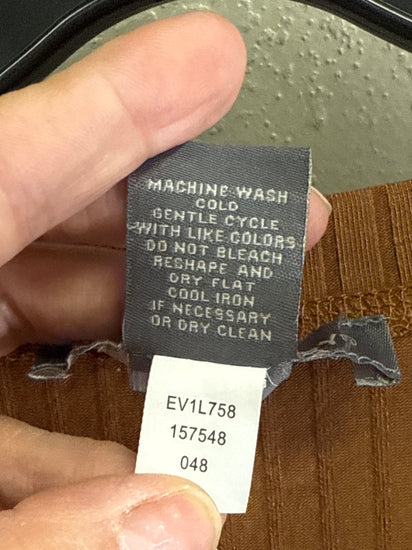 MACHINE WASH
COLD
GENTLE CYCLE
WITH LIKE COLORS
DO NOT BLEACH
RESHAPE AND
DRY FLAT
COOL IRON
IF NECESSARY
OR DRY CLEAN
EV1L758
157548
048